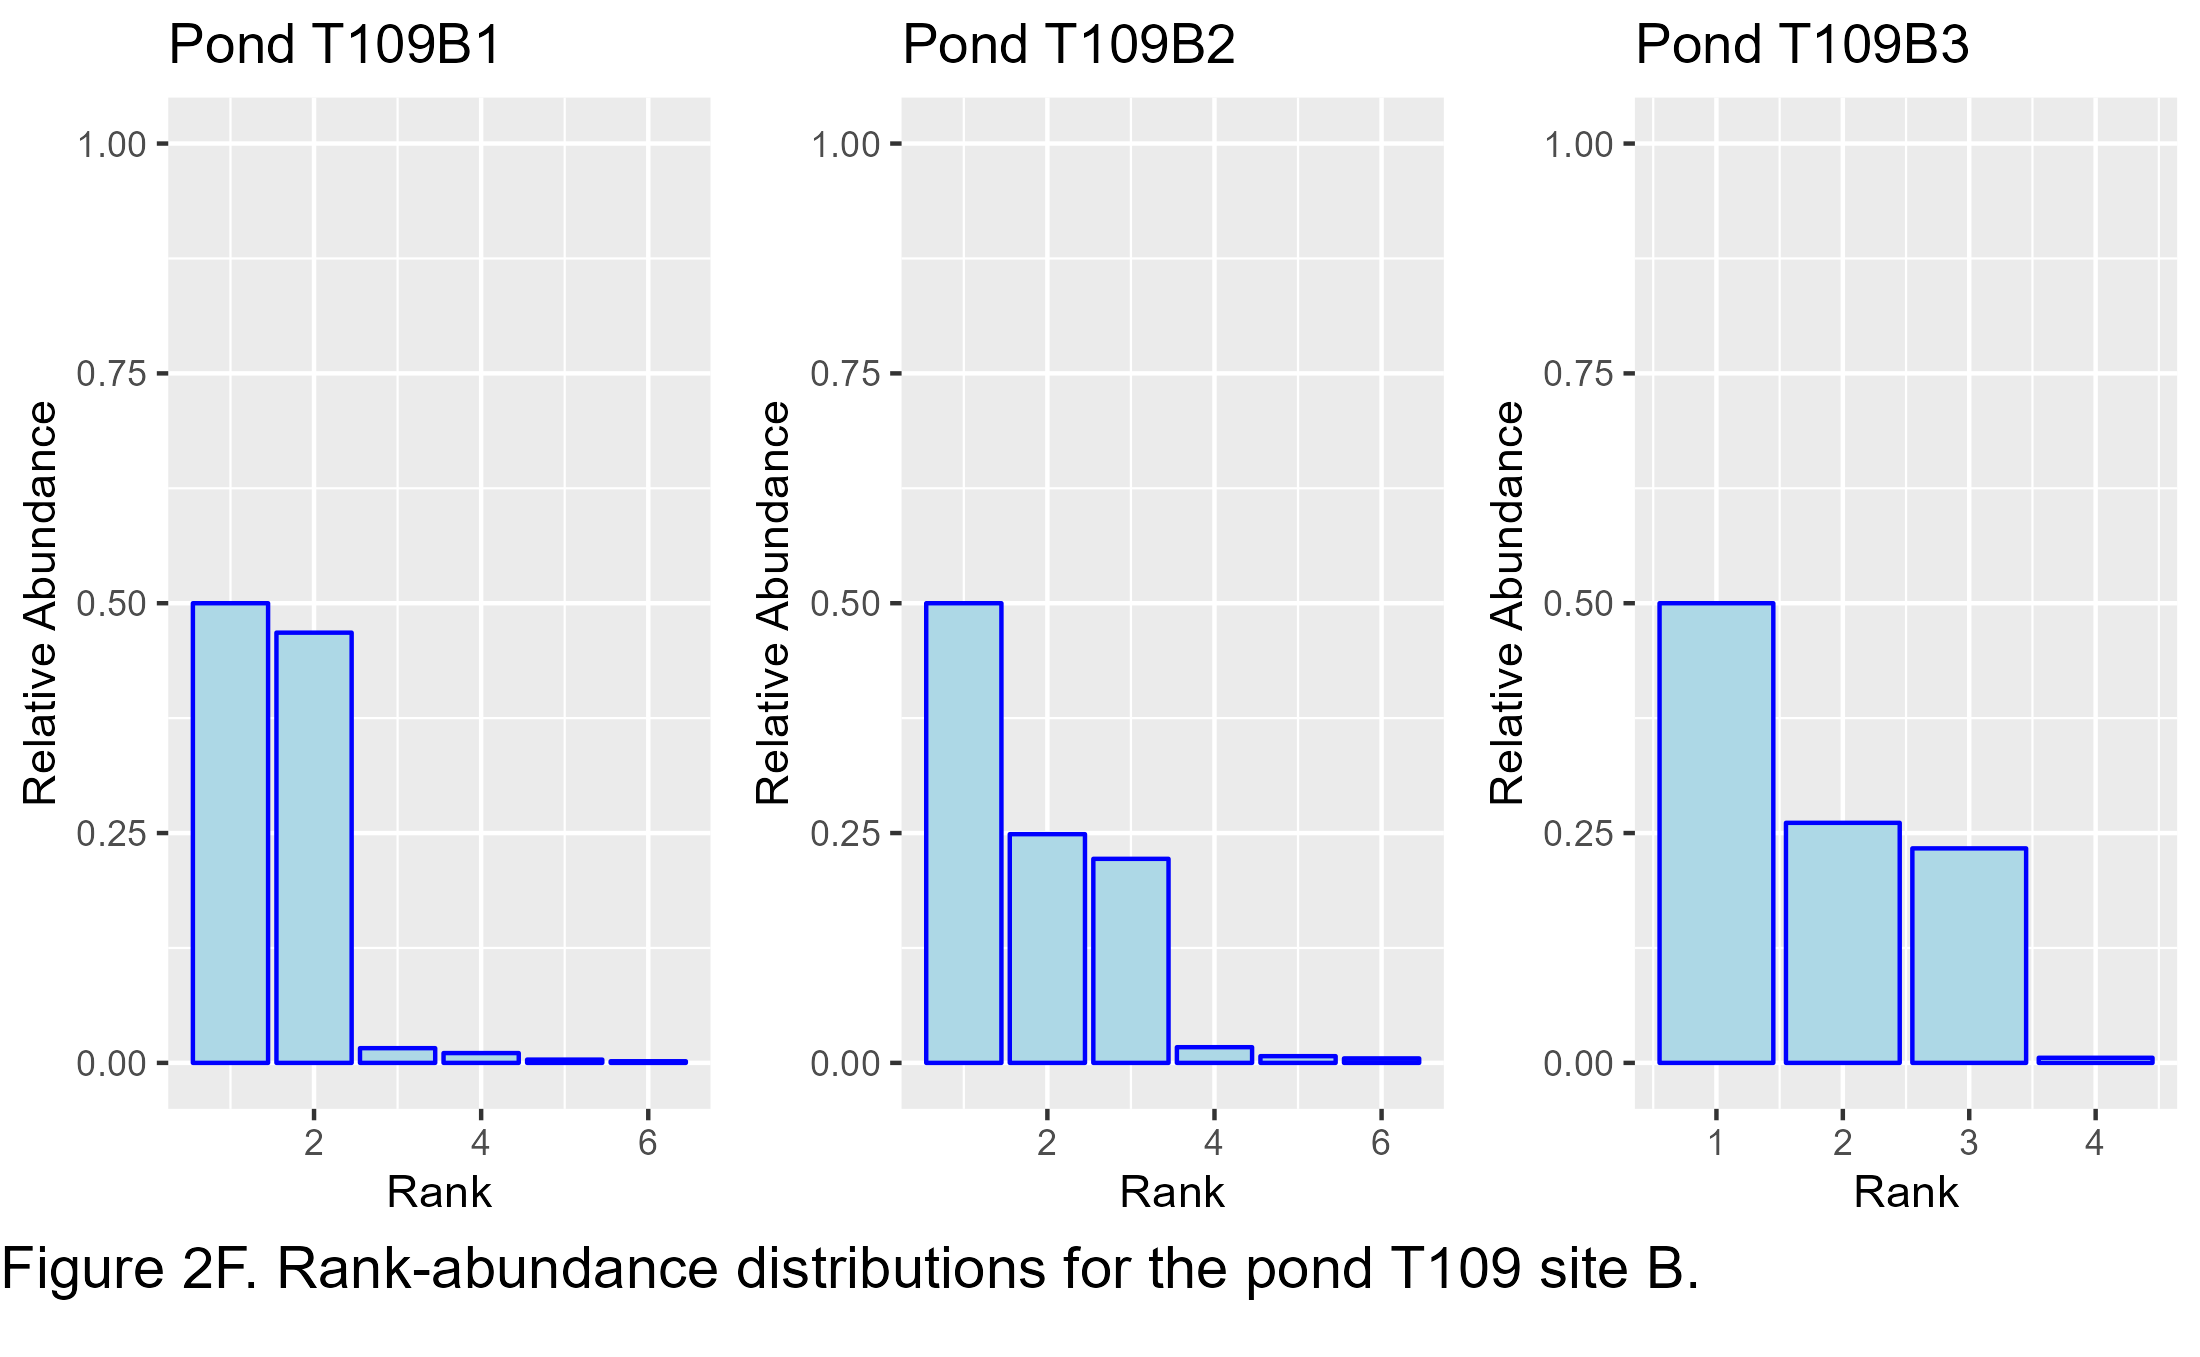 Pond T109B1
Pond T109B2
Pond T109B3
Relative Abundance
1.00
0.75
0.50
0.25
0.00
2
4
6
Rank
Relative Abundance
1.00
0.75
0.50
0.25
0.00
2
4
6
Rank
Relative Abundance
1.00
0.75
0.50
0.25
0.00
1
2
3
4
Rank
Figure 2F. Rank-abundance distributions for the pond T109 site B.